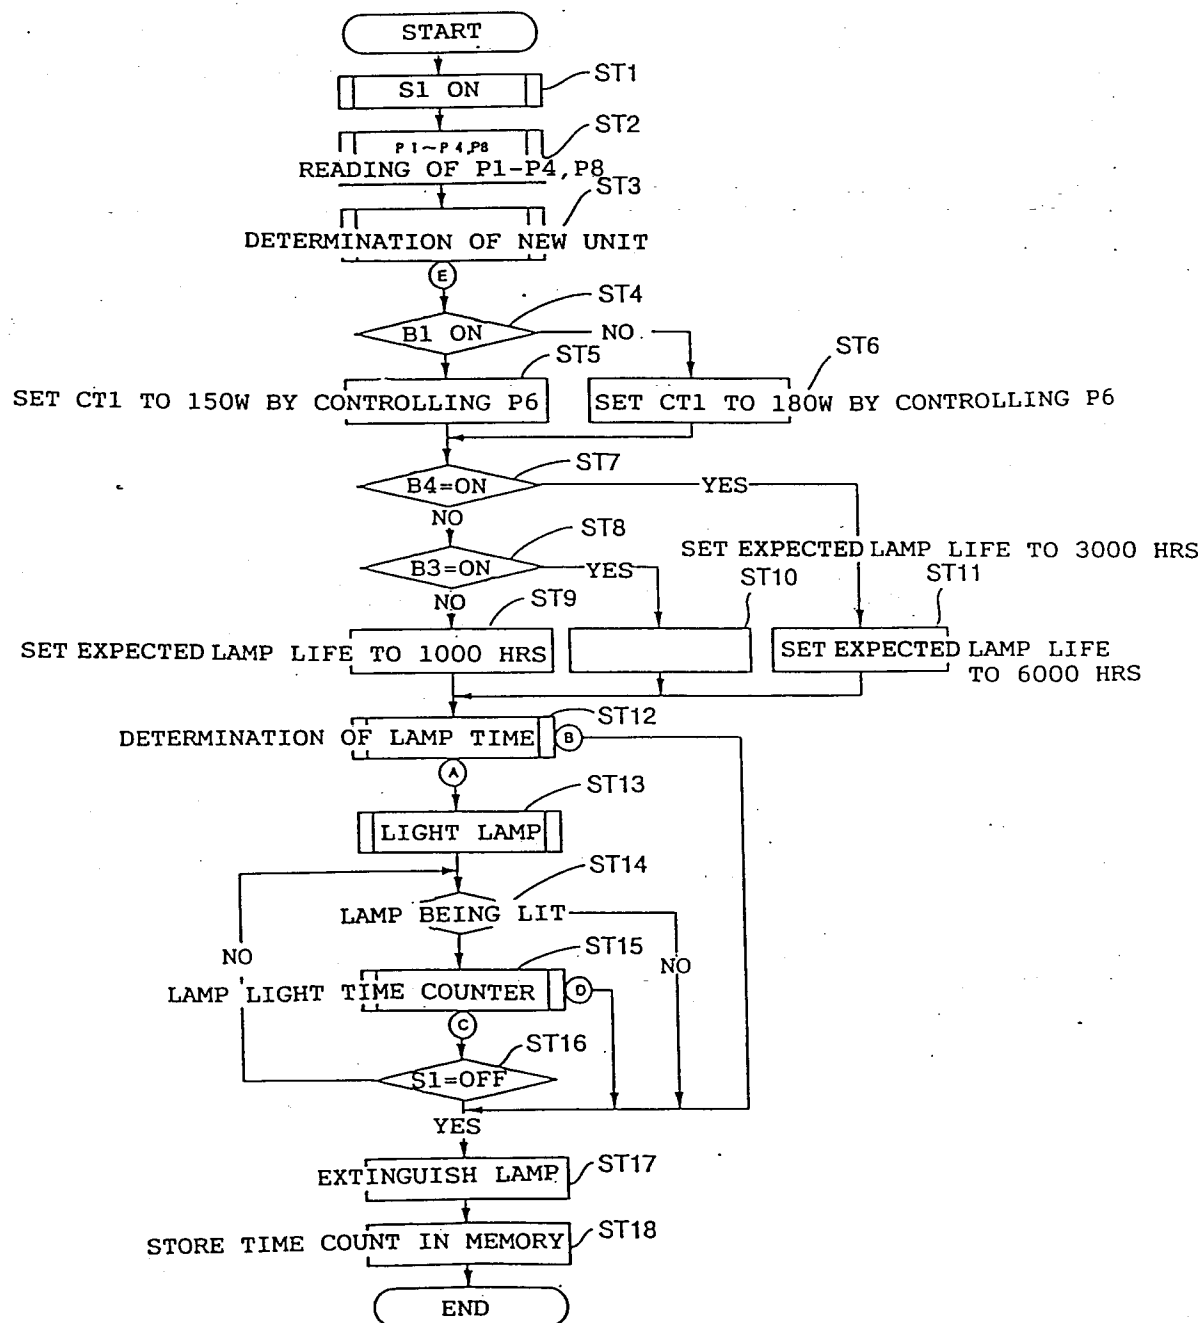 START
S1 ON
ST1
P1~P4,P8
ST2
READING OF P1-P4,P8
ST3
DETERMINATION OF NEW UNIT
E
ST4
B1 ON
NO
ST5
ST6
SET CT1 TO 150W BY CONTROLLING P6
SET CT1 TO 180W BY CONTROLLING P6
ST7
B4=ON
YES
NO
ST8
SET EXPECTED LAMP LIFE TO 3000 HRS
B3=ON
YES
ST10
ST11
NO
ST9
SET EXPECTED LAMP LIFE TO 1000 HRS
SET EXPECTED LAMP LIFE
TO 6000 HRS
ST12
DETERMINATION OF LAMP TIME
B
A
ST13
LIGHT LAMP
ST14
LAMP BEING LIT
NO
ST15
NO
LAMP LIGHT TIME COUNTER
D
C
ST16
S1=OFF
YES
EXTINGUISH LAMP
ST17
STORE TIME COUNT IN MEMORY
ST18
END